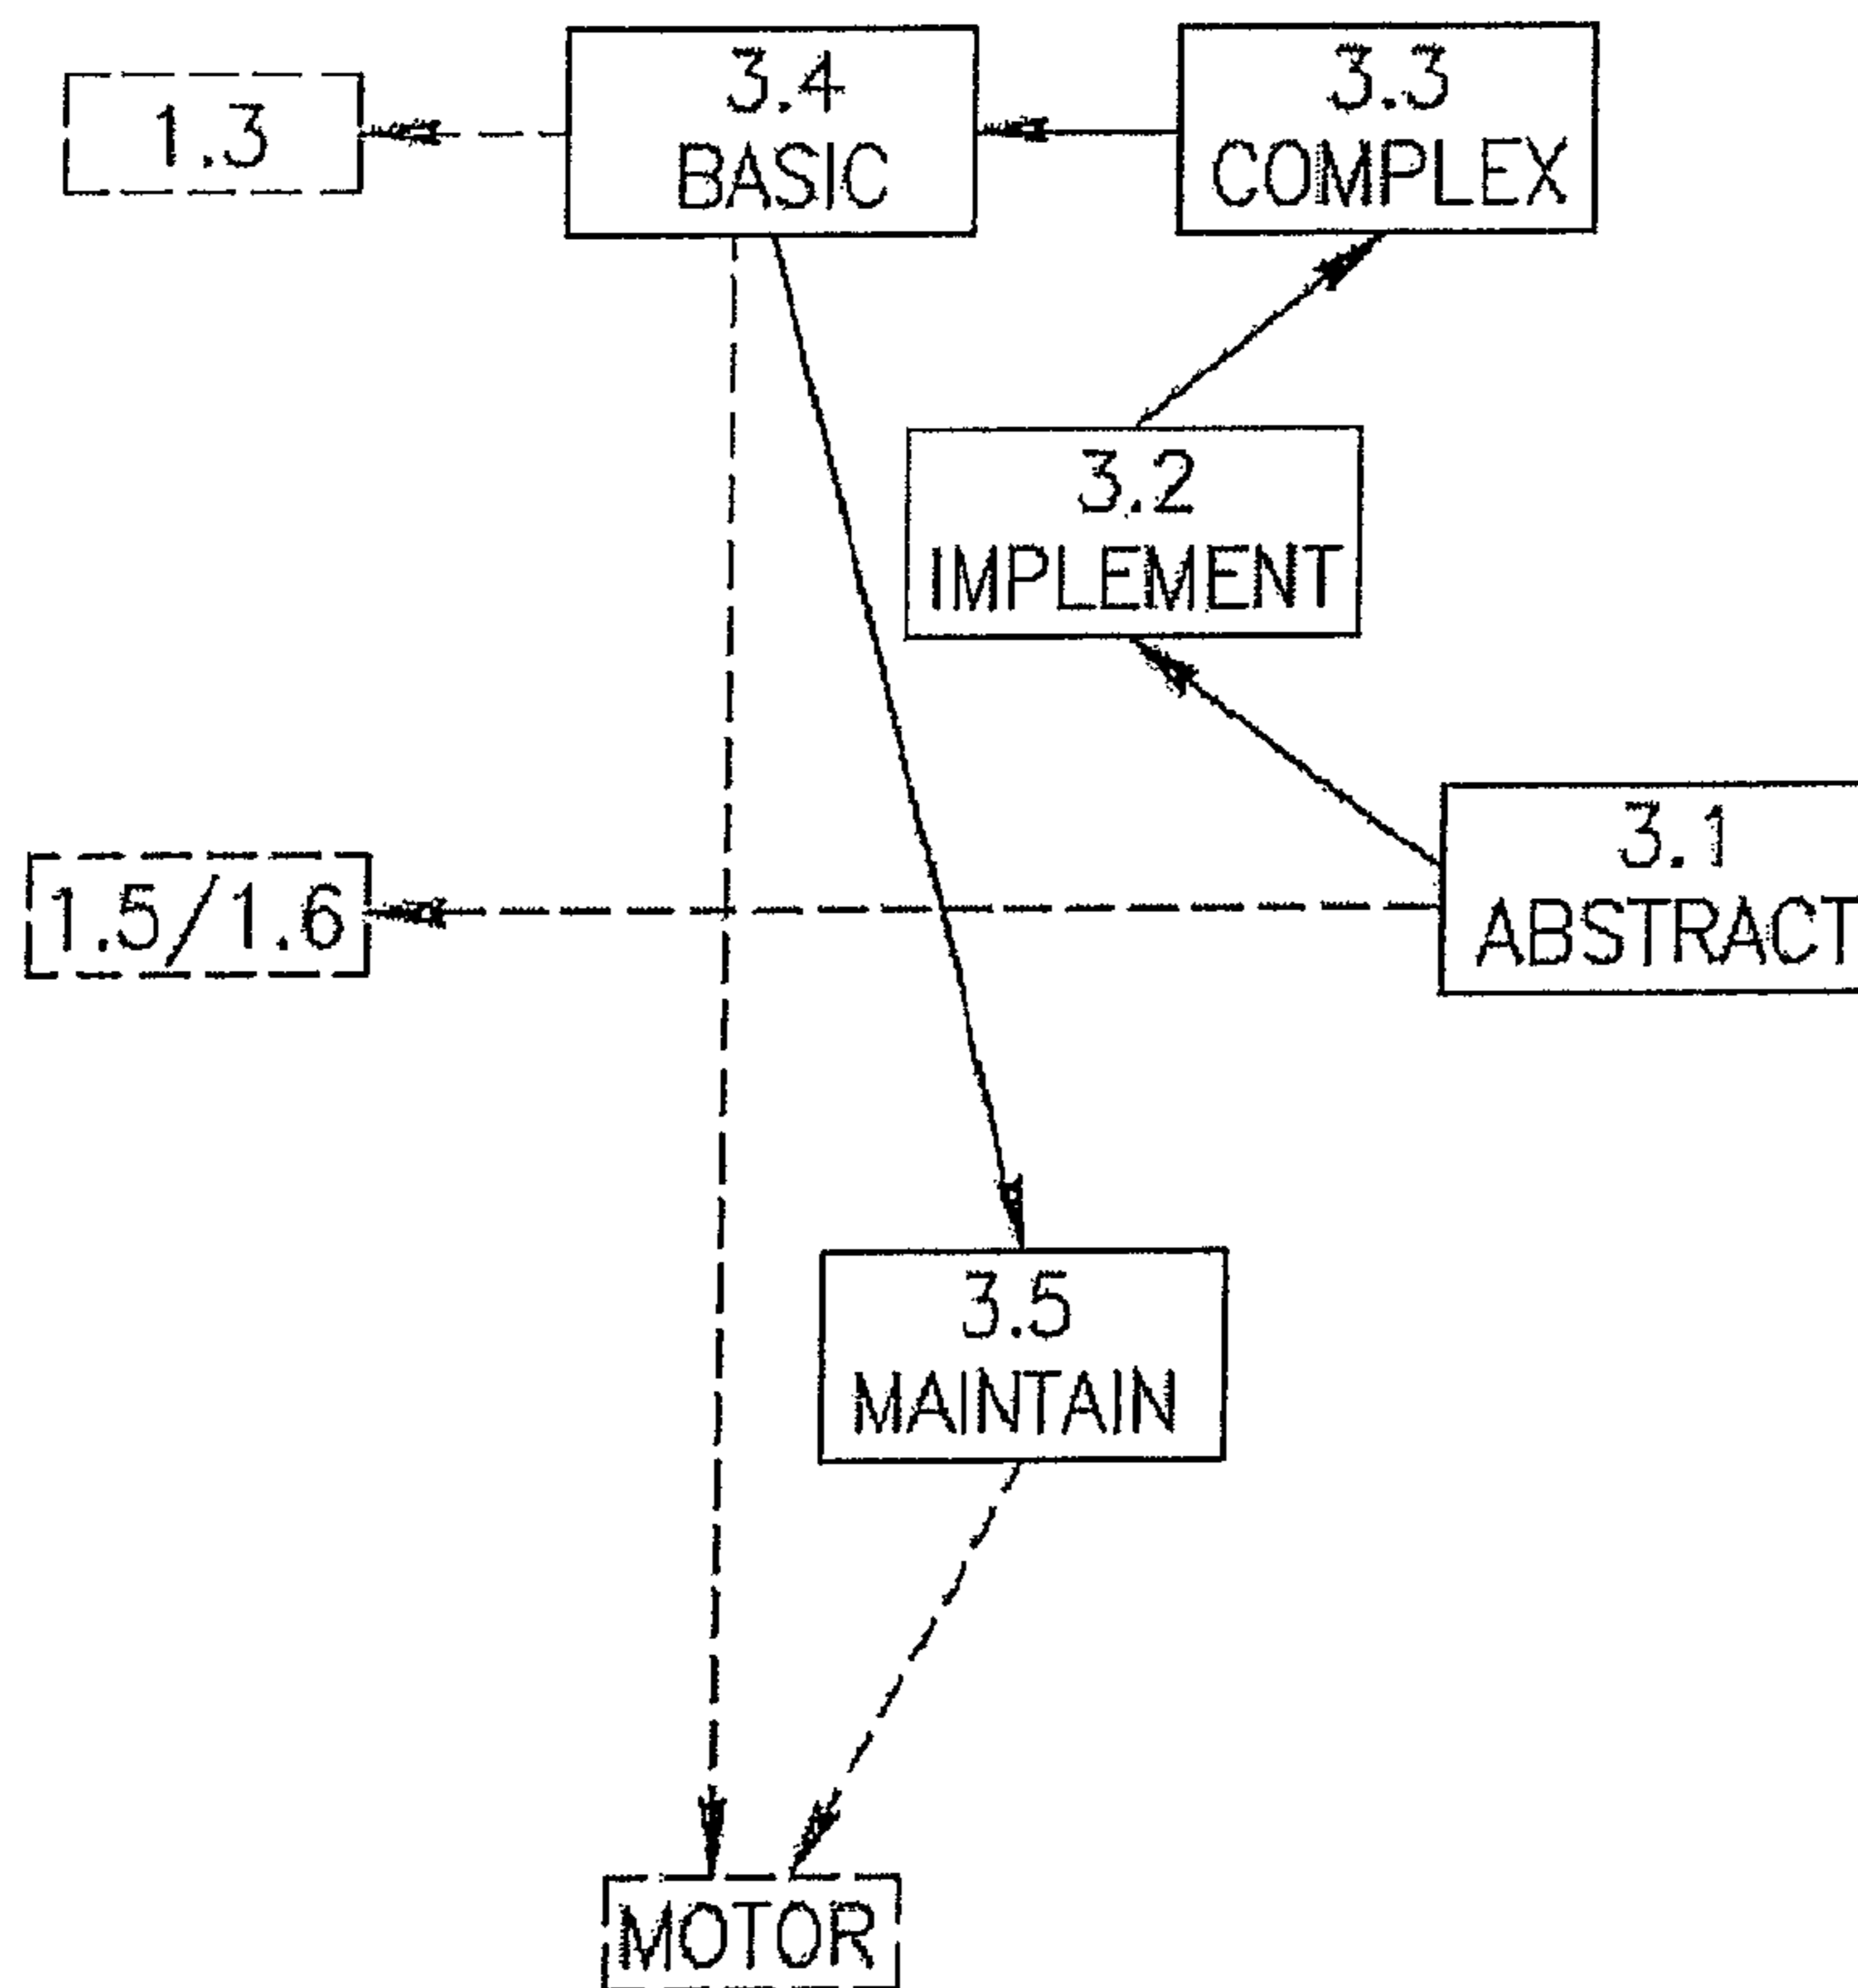 3.4
BASIC
3.3
COMPLEX
1.3
3.2
IMPLEMENT
3.1
ABSTRACT
1.5/1.6
3.5
MAINTAIN
MOTOR